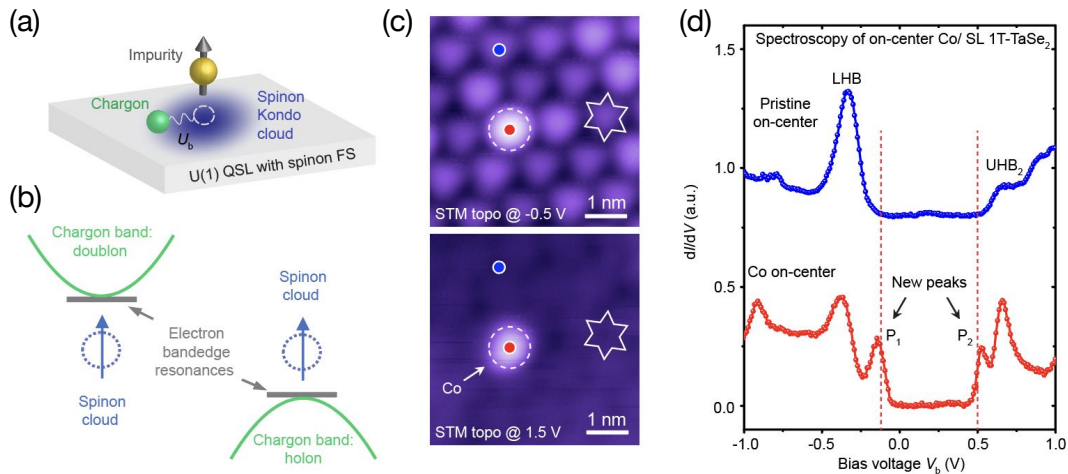 (a)
Impurity
Chargon
Spinon
Kondo
cloud
U_b
U(1) QSL with spinon FS
(b)
Chargon band:
doublon
Spinon
cloud
Electron
bandedge
resonances
Spinon
cloud
Chargon band:
holon
(c)
STM topo @ -0.5 V
1 nm
Co
STM topo @ 1.5 V
1 nm
(d)
Spectroscopy of on-center Co/ SL 1T-TaSe₂
LHB
Pristine
on-center
UHB₂
Co on-center
New peaks
P₁
P₂
dI/dV (a.u.)
1.5
1.0
0.5
0.0
-1.0 -0.5 0.0 0.5 1.0
Bias voltage V_b (V)